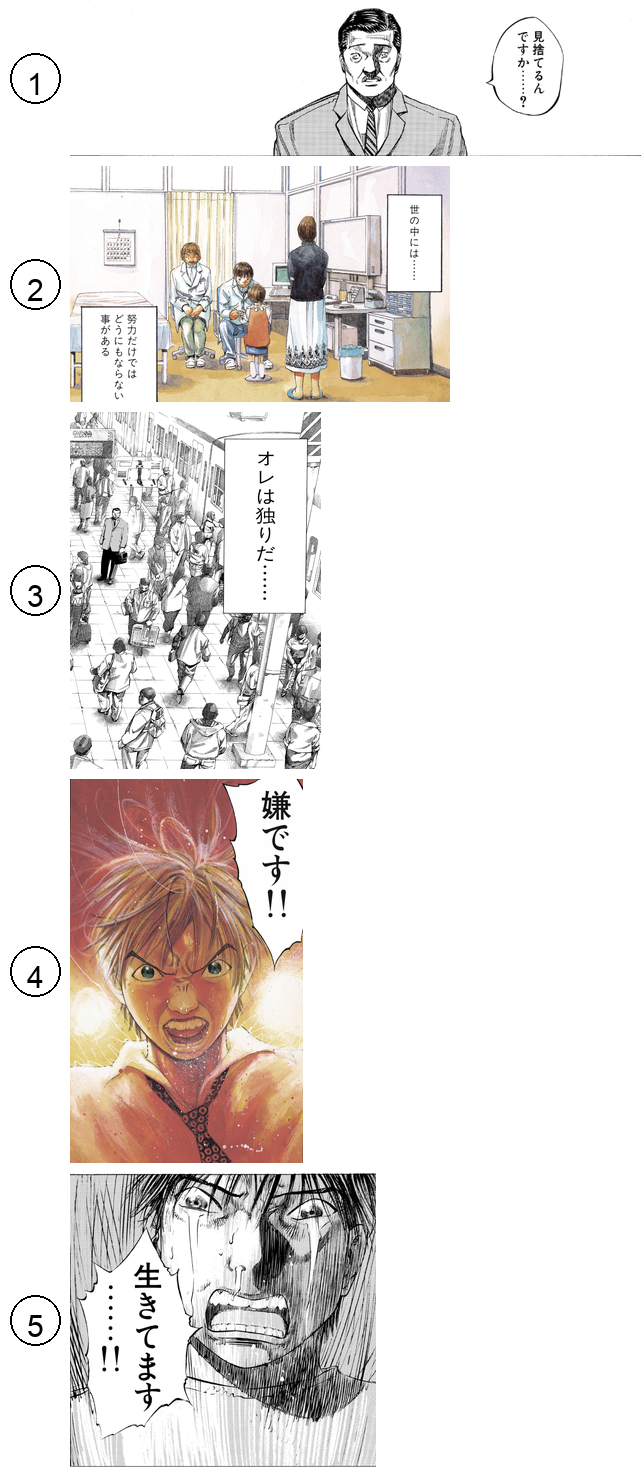 1
見捨てるん
ですか……?
2
世の中には……
努力だけでは
どうにもならない
事がある
3
オレは独りだ……
4
嫌です!!
5
生きてます
……!!